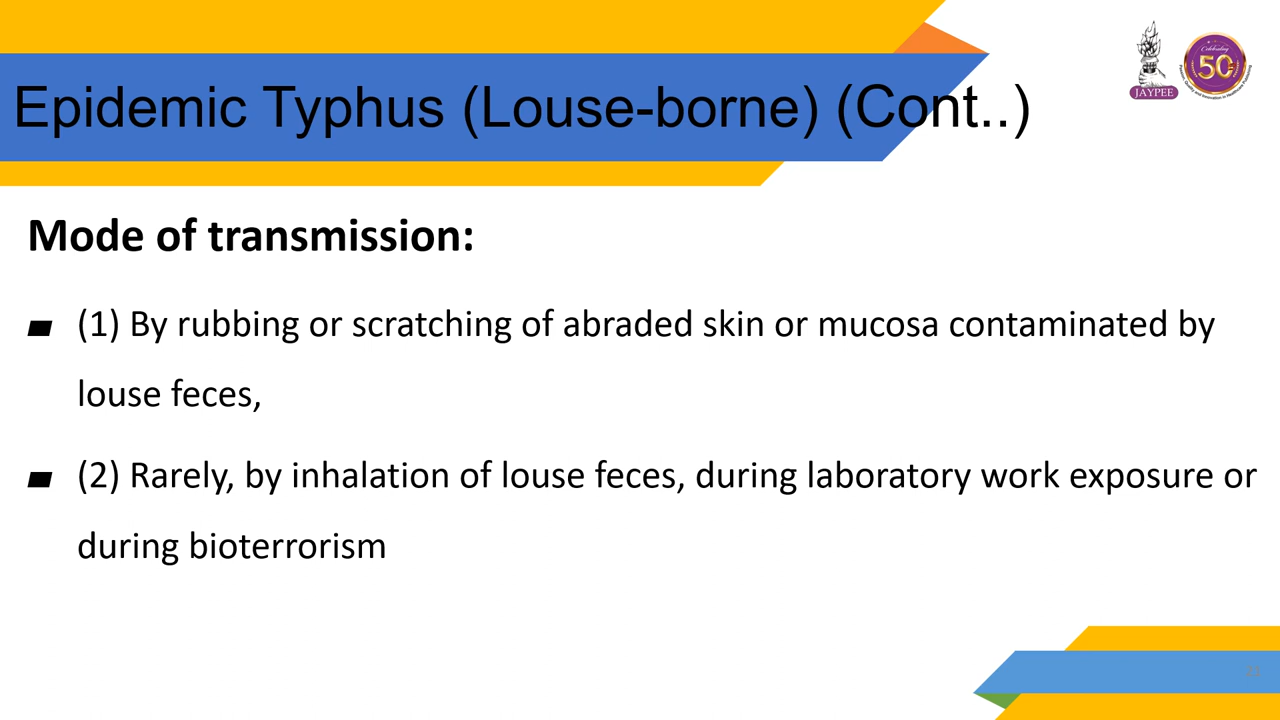 Epidemic Typhus (Louse-borne) (Cont..)
JAYPEE
Celebrating
50
Mode of transmission:
(1) By rubbing or scratching of abraded skin or mucosa contaminated by
louse feces,
(2) Rarely, by inhalation of louse feces, during laboratory work exposure or
during bioterrorism